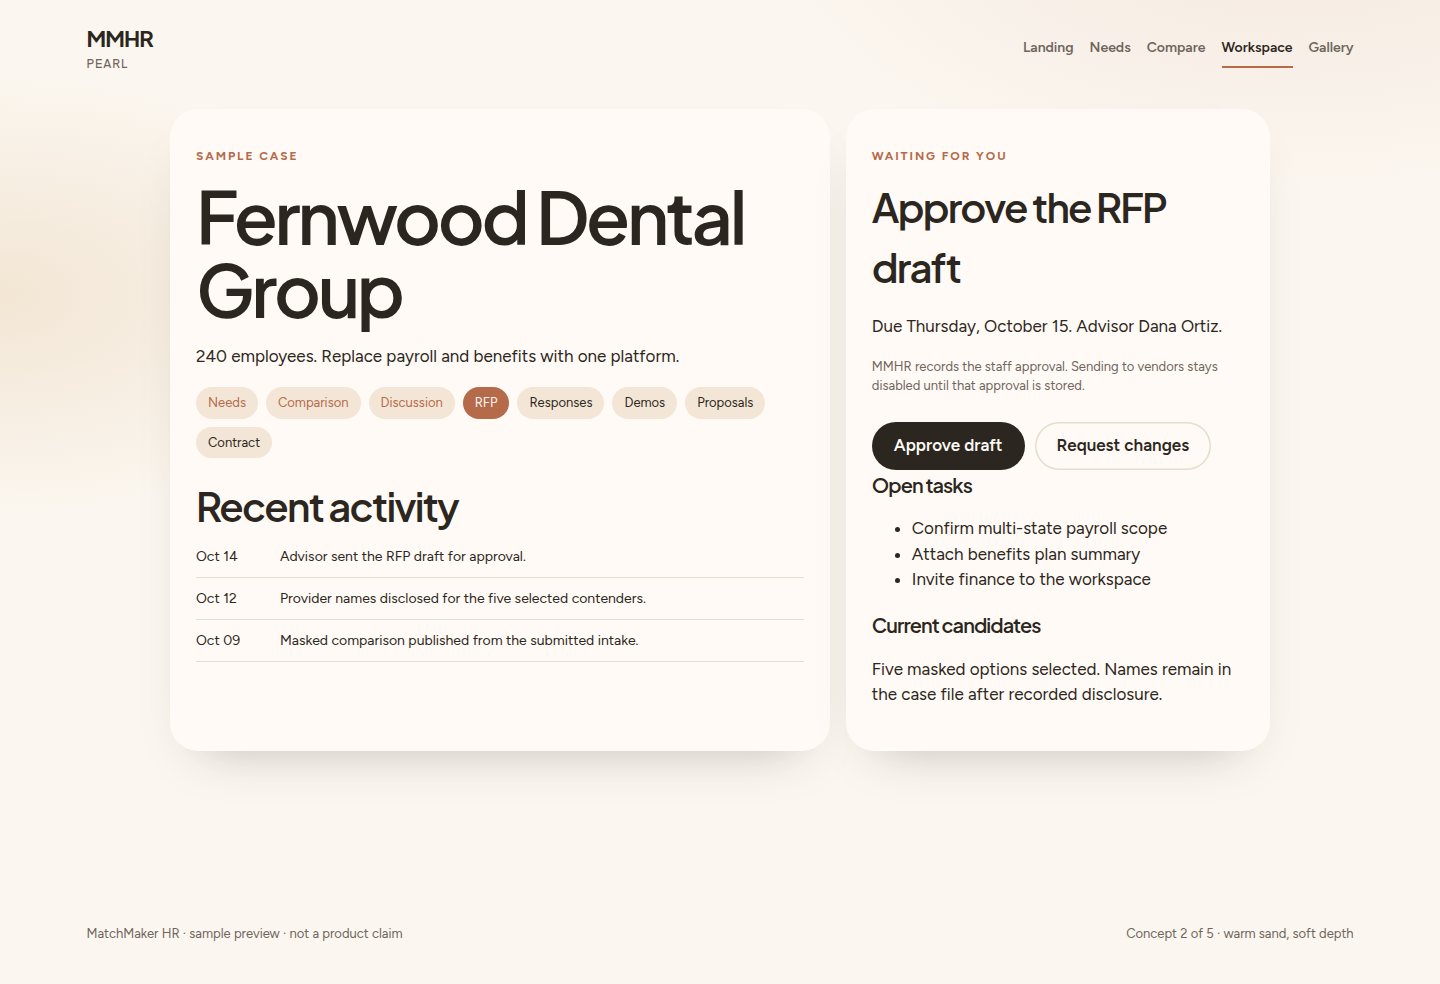 MMHR
PEARL
Landing Needs Compare Workspace Gallery
SAMPLE CASE
Fernwood Dental
Group
240 employees. Replace payroll and benefits with one platform.
Needs Comparison Discussion RFP Responses Demos Proposals
Contract
Recent activity
Oct 14 Advisor sent the RFP draft for approval.
Oct 12 Provider names disclosed for the five selected contenders.
Oct 09 Masked comparison published from the submitted intake.
WAITING FOR YOU
Approve the RFP
draft
Due Thursday, October 15. Advisor Dana Ortiz.
MMHR records the staff approval. Sending to vendors stays
disabled until that approval is stored.
Approve draft Request changes
Open tasks
• Confirm multi-state payroll scope
• Attach benefits plan summary
• Invite finance to the workspace
Current candidates
Five masked options selected. Names remain in
the case file after recorded disclosure.
MatchMaker HR · sample preview · not a product claim
Concept 2 of 5 · warm sand, soft depth